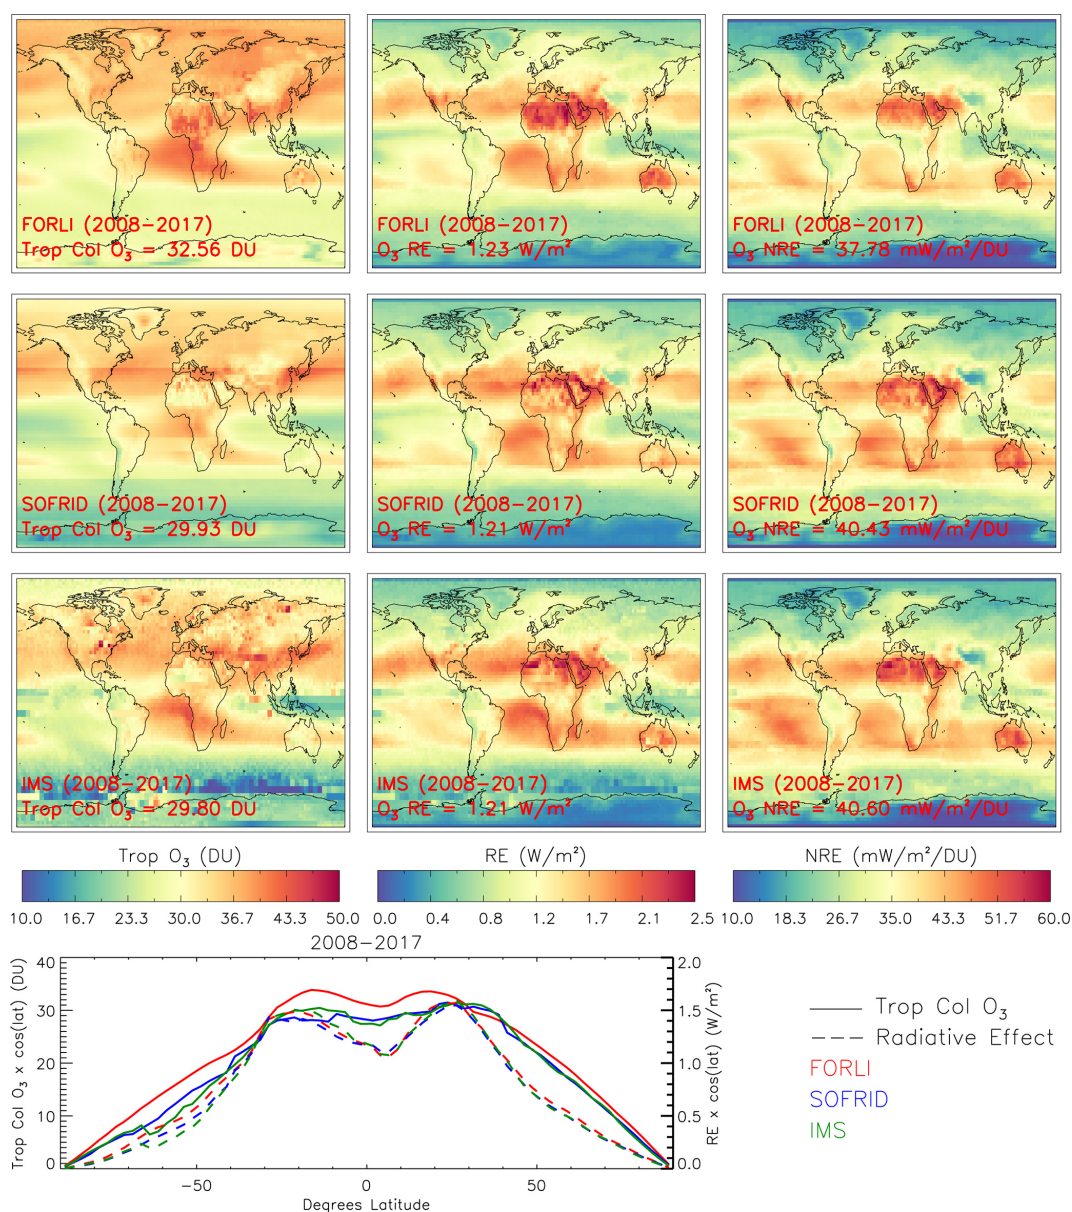 FORLI (2008−2017)
Trop Col O₃ = 32.56 DU
FORLI (2008−2017)
O₃ RE = 1.23 W/m²
FORLI (2008−2017)
O₃ NRE = 37.78 mW/m²/DU
SOFRID (2008−2017)
Trop Col O₃ = 29.93 DU
SOFRID (2008−2017)
O₃ RE = 1.21 W/m²
SOFRID (2008−2017)
O₃ NRE = 40.43 mW/m²/DU
IMS (2008−2017)
Trop Col O₃ = 29.80 DU
IMS (2008−2017)
O₃ RE = 1.21 W/m²
IMS (2008−2017)
O₃ NRE = 40.60 mW/m²/DU
Trop O₃ (DU)
10.0 16.7 23.3 30.0 36.7 43.3 50.0
RE (W/m²)
0.0 0.4 0.8 1.2 1.7 2.1 2.5
NRE (mW/m²/DU)
10.0 18.3 26.7 35.0 43.3 51.7 60.0
2008−2017
Trop Col O₃ x cos(lat) (DU)
40
30
20
10
0
2.0
1.5
1.0
0.5
0.0
RE x cos(lat) (W/m²)
−50 0 50
Degrees Latitude
Trop Col O₃
Radiative Effect
FORLI
SOFRID
IMS